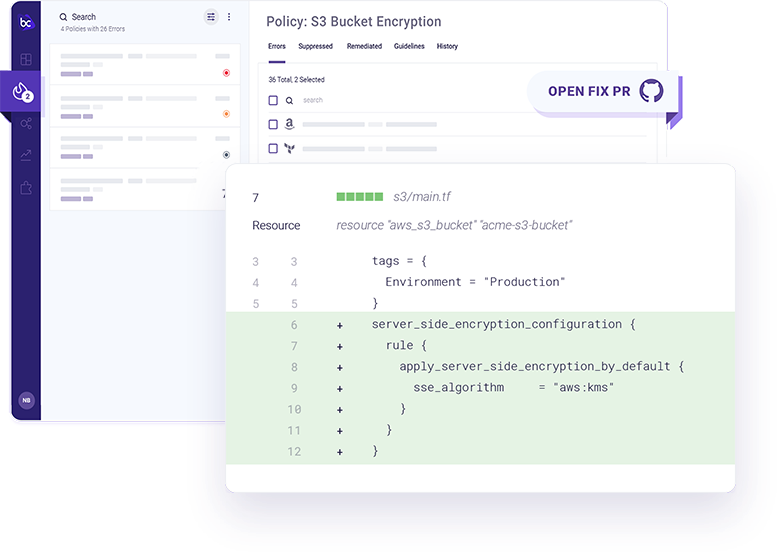 bc
Search
4 Policies with 26 Errors
2
NB
Policy: S3 Bucket Encryption
Errors Suppressed Remediated Guidelines History
36 Total, 2 Selected
search
OPEN FIX PR
7 s3/main.tf
Resource resource "aws_s3_bucket" "acme-s3-bucket"
3 3 tags = {
4 4 Environment = "Production"
5 5 }
6 + server_side_encryption_configuration {
7 + rule {
8 + apply_server_side_encryption_by_default {
9 + sse_algorithm = "aws:kms"
10 + }
11 + }
12 + }